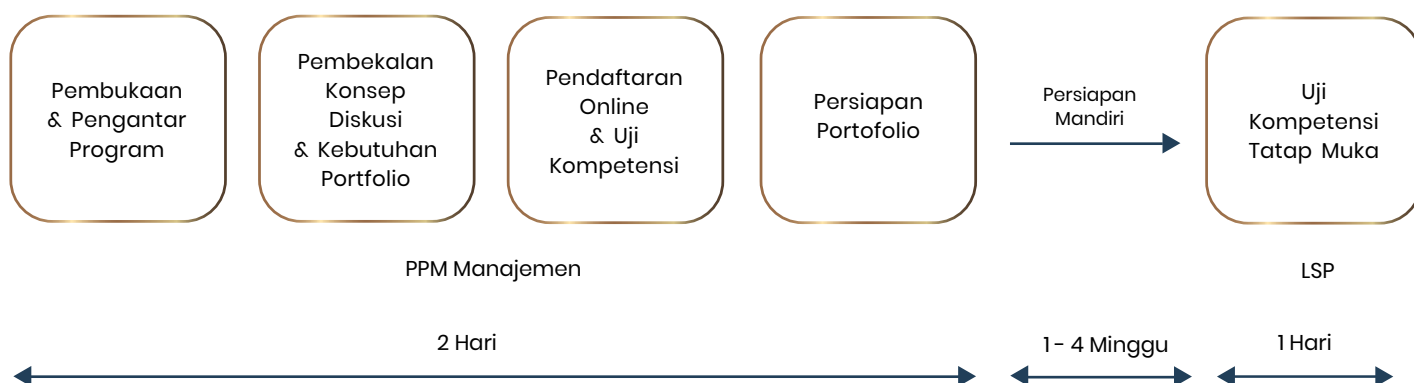 Pembukaan
& Pengantar
Program
Pembekalan
Konsep
Diskusi
& Kebutuhan
Portfolio
Pendaftaran
Online
& Uji
Kompetensi
Persiapan
Portofolio
Persiapan
Mandiri
Uji
Kompetensi
Tatap Muka
PPM Manajemen
LSP
2 Hari
1 - 4 Minggu
1 Hari